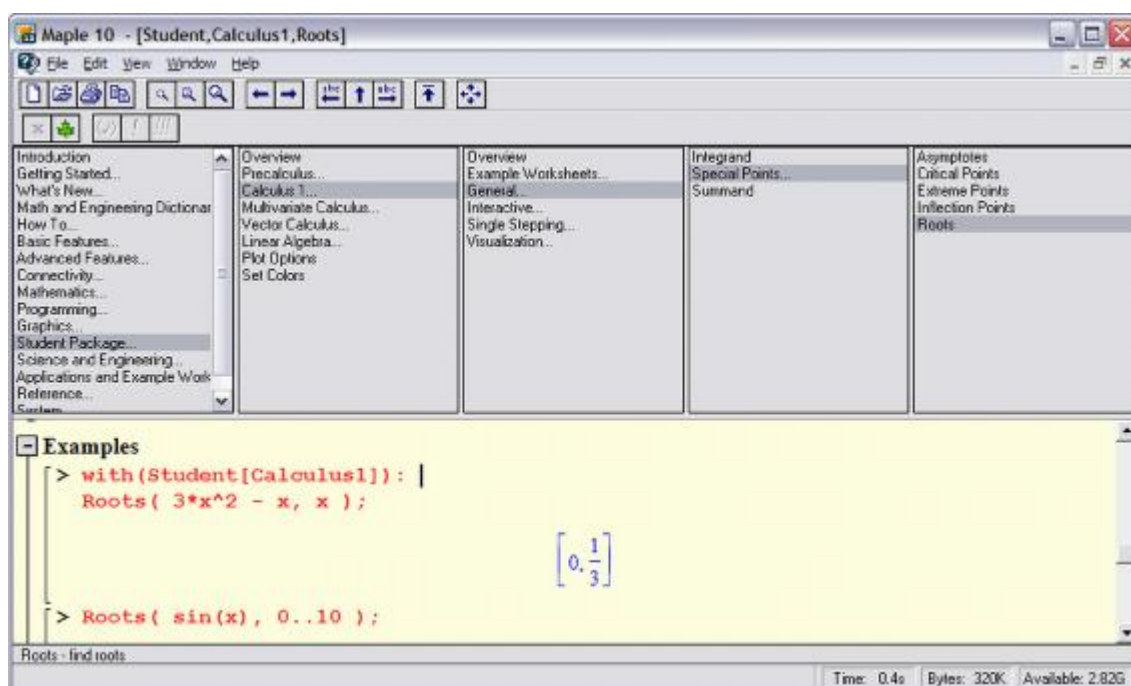 Maple 10 - [Student,Calculus1,Roots]
File Edit View Window Help
Introduction
Getting Started...
What's New...
Math and Engineering Dictionar
How To...
Basic Features...
Advanced Features...
Connectivity...
Mathematics...
Programming...
Graphics...
Student Package...
Science and Engineering...
Applications and Example Work
Reference...
System...
Overview
Precalculus...
Calculus 1...
Multivariate Calculus...
Vector Calculus...
Linear Algebra...
Plot Options
Set Colors
Overview
Example Worksheets...
General...
Interactive...
Single Stepping...
Visualization...
Integrand
Special Points...
Summand
Asymptotes
Critical Points
Extreme Points
Inflection Points
Roots
Examples
> with(Student[Calculus1]):
Roots( 3*x^2 - x, x );
[0, 1/3]
> Roots( sin(x), 0..10 );
Roots - find roots
Time: 0.4s Bytes: 320K Available: 2.82G